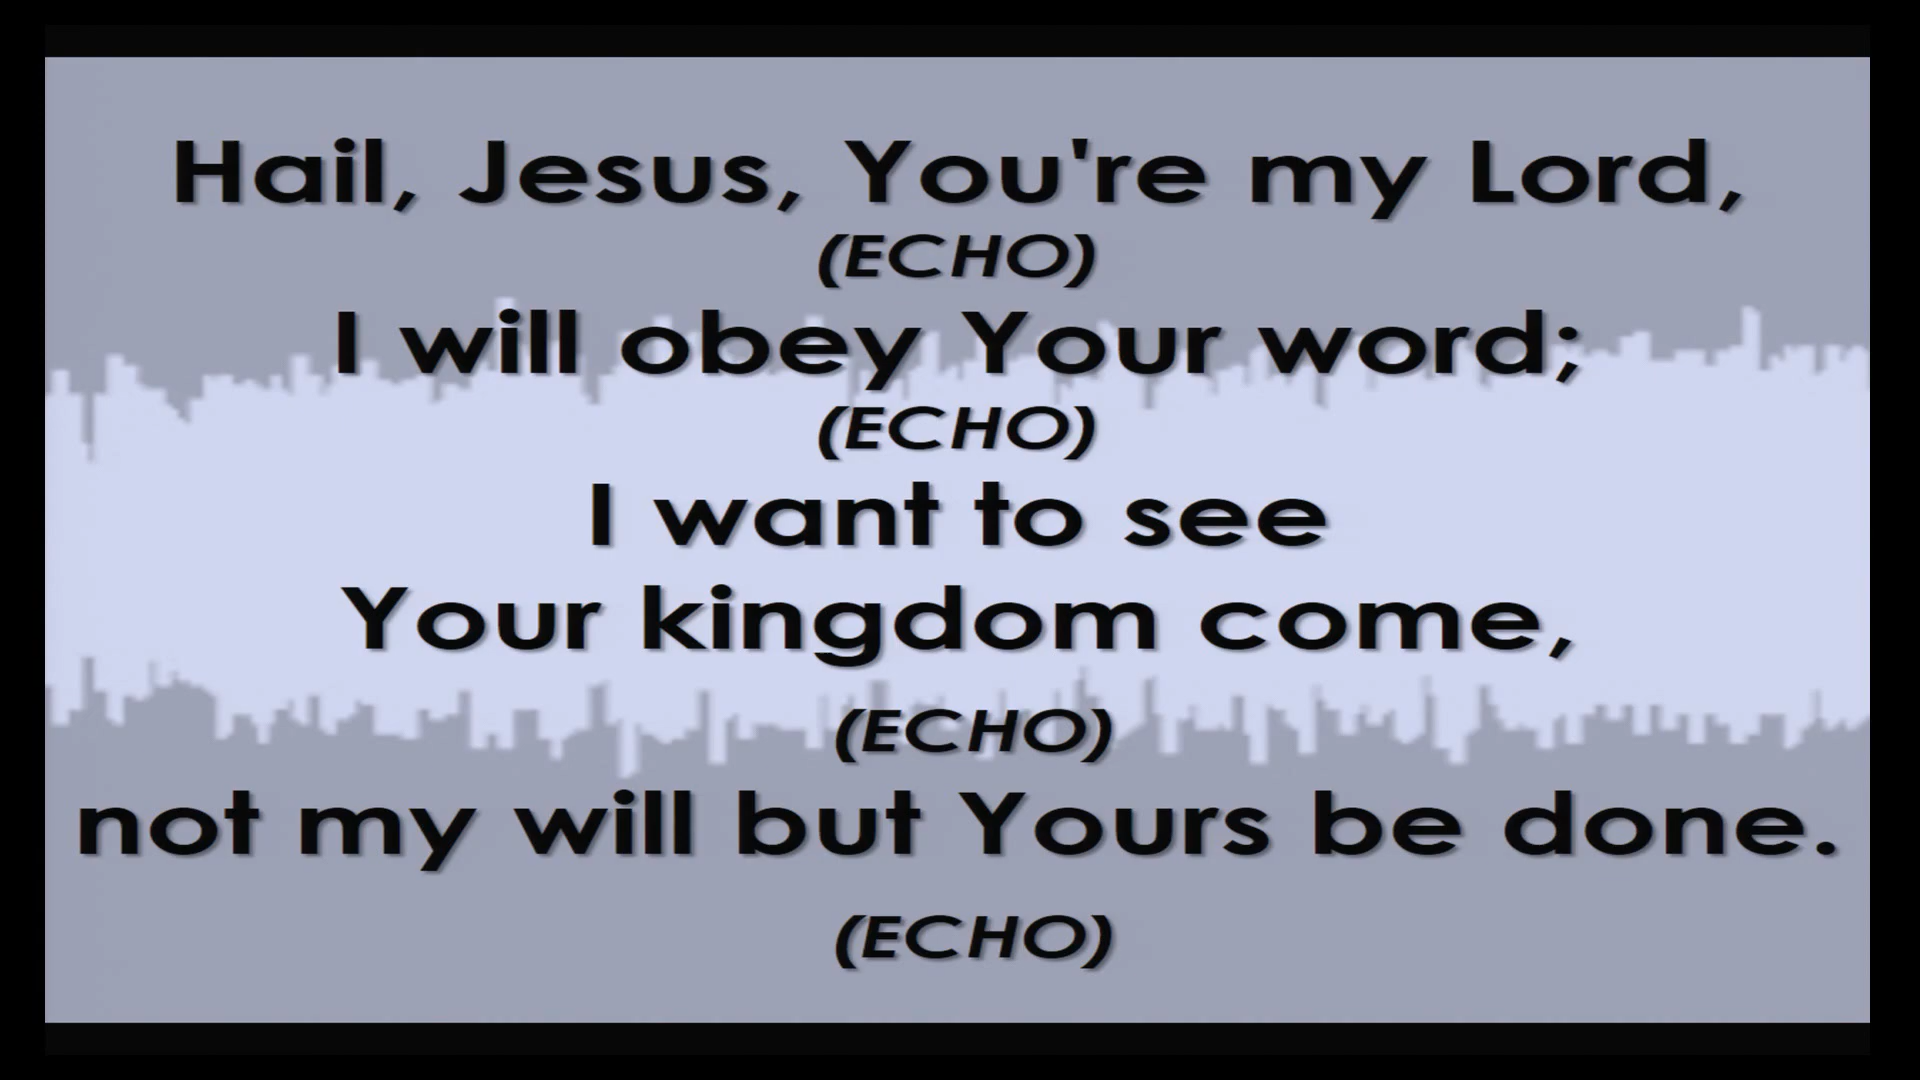 Hail, Jesus, You're my Lord,
(ECHO)
I will obey Your word;
(ECHO)
I want to see
Your kingdom come,
(ECHO)
not my will but Yours be done.
(ECHO)